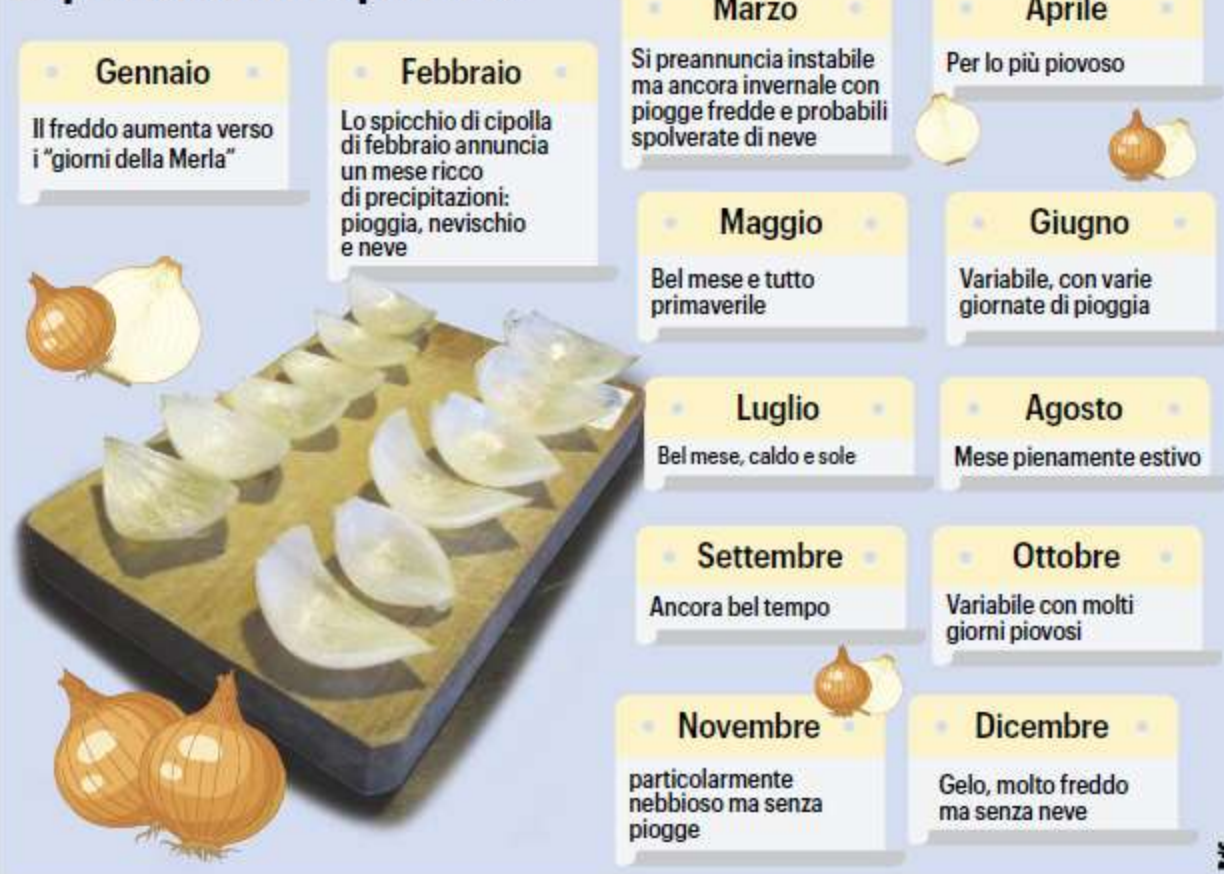 Gennaio
Il freddo aumenta verso
i "giorni della Merla"
Febbraio
Lo spicchio di cipolla
di febbraio annuncia
un mese ricco
di precipitazioni:
pioggia, nevischio
e neve
Marzo
Si preannuncia instabile
ma ancora invernale con
piogge fredde e probabili
spolverate di neve
Aprile
Per lo più piovoso
Maggio
Bel mese e tutto
primaverile
Giugno
Variabile, con varie
giornate di pioggia
Luglio
Bel mese, caldo e sole
Agosto
Mese pienamente estivo
Settembre
Ancora bel tempo
Ottobre
Variabile con molti
giorni piovosi
Novembre
particolarmente
nebbioso ma senza
piogge
Dicembre
Gelo, molto freddo
ma senza neve